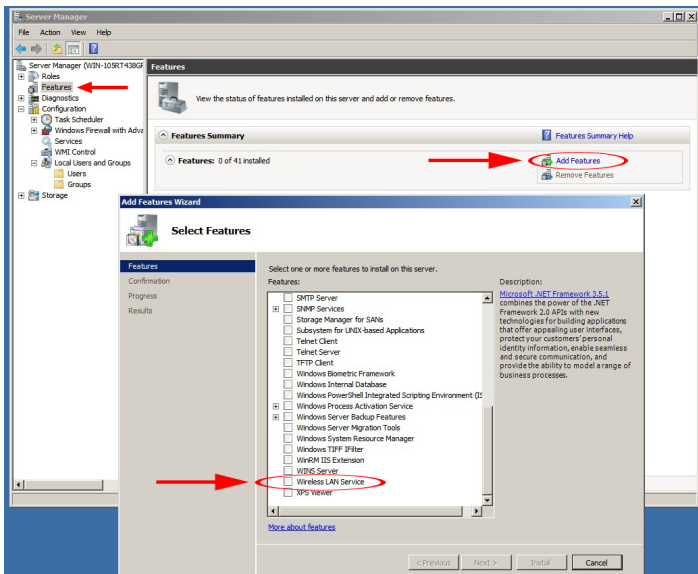 Server Manager
File Action View Help
Server Manager (WIN-105RT438GF
Roles
Features
Diagnostics
Configuration
Task Scheduler
Windows Firewall with Adva
Services
WMI Control
Local Users and Groups
Users
Groups
Storage
Features
View the status of features installed on this server and add or remove features.
Features Summary
Features Summary Help
Features: 0 of 41 installed
Add Features
Remove Features
Add Features Wizard
Select Features
Features
Confirmation
Progress
Results
Select one or more features to install on this server.
Features:
SMTP Server
SNMP Services
Storage Manager for SANs
Subsystem for UNIX-based Applications
Telnet Client
Telnet Server
TFTP Client
Windows Biometric Framework
Windows Internal Database
Windows PowerShell Integrated Scripting Environment (IS
Windows Process Activation Service
Windows Server Backup Features
Windows Server Migration Tools
Windows System Resource Manager
Windows TIFF IFilter
WinRM IIS Extension
WINS Server
Wireless LAN Service
XPS Viewer
More about features
Description:
Microsoft .NET Framework 3.5.1
combines the power of the .NET
Framework 2.0 APIs with new
technologies for building applications
that offer appealing user interfaces,
protect your customers' personal
identity information, enable seamless
and secure communication, and
provide the ability to model a range of
business processes.
< Previous
Next >
Install
Cancel